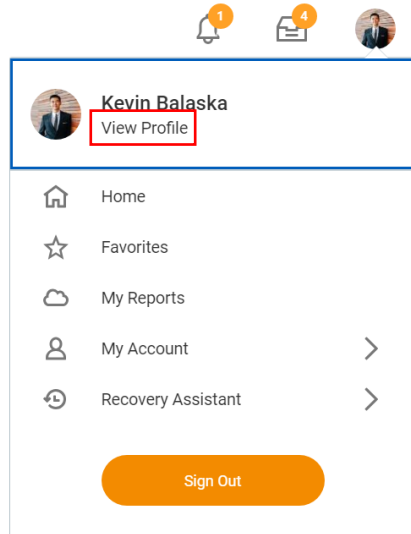 1
4
Kevin Balaska
View Profile
Home
Favorites
My Reports
My Account
Recovery Assistant
Sign Out